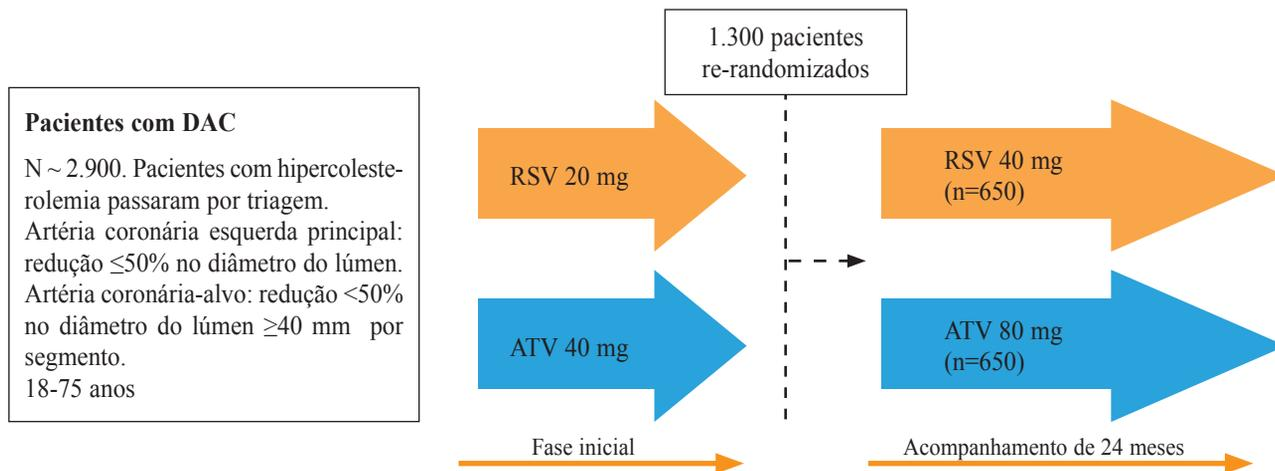 Pacientes com DAC
N ~ 2.900. Pacientes com hipercoleste-
rolemia passaram por triagem.
Artéria coronária esquerda principal:
redução ≤50% no diâmetro do lúmen.
Artéria coronária-alvo: redução <50%
no diâmetro do lúmen ≥40 mm por
segmento.
18-75 anos
RSV 20 mg
ATV 40 mg
Fase inicial
1.300 pacientes
re-randomizados
RSV 40 mg
(n=650)
ATV 80 mg
(n=650)
Acompanhamento de 24 meses